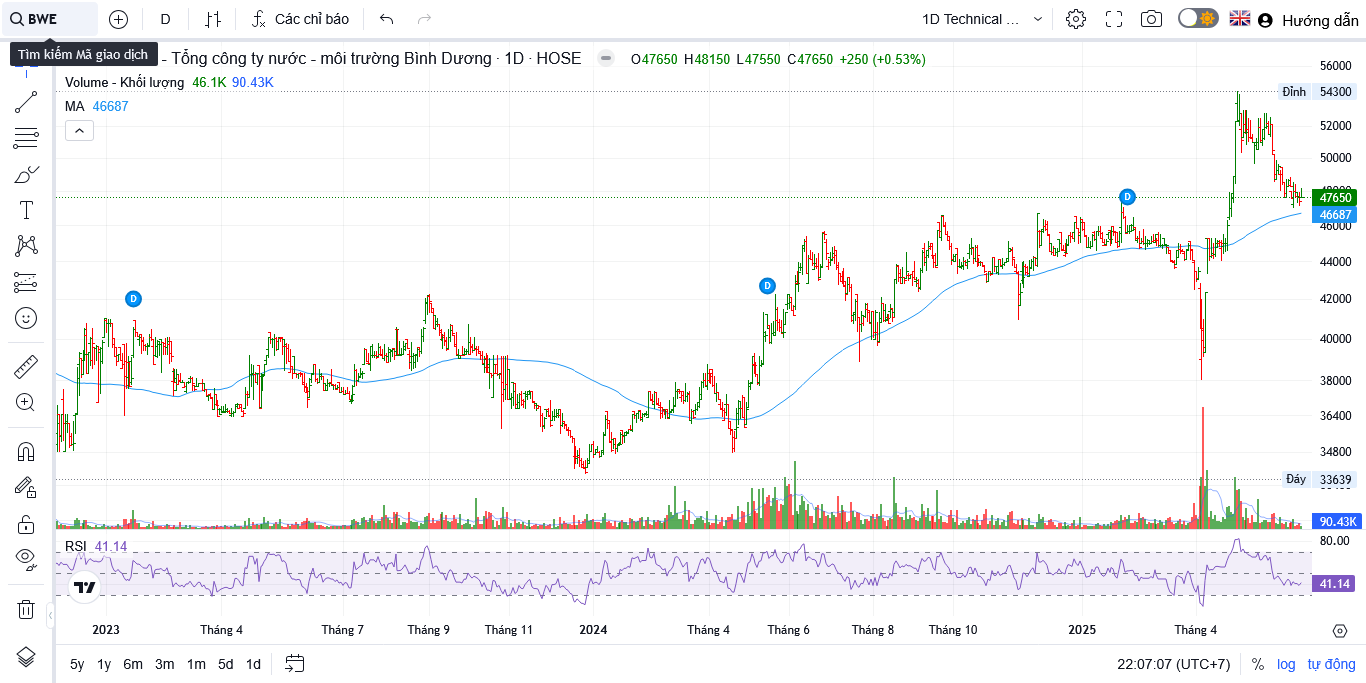 BWE D Các chỉ báo 1D Technical ... Hướng dẫn
Tìm kiếm Mã giao dịch
- Tổng công ty nước - môi trường Bình Dương · 1D · HOSE O47650 H48150 L47550 C47650 +250 (+0.53%)
Volume - Khối lượng 46.1K 90.43K
MA 46687
56000
Đỉnh 54300
52000
50000
D
47650
46687
46000
44000
D
D
42000
40000
38000
36400
34800
Đáy 33639
90.43K
RSI 41.14
80.00
41.14
2023 Tháng 4 Tháng 7 Tháng 9 Tháng 11 2024 Tháng 4 Tháng 6 Tháng 8 Tháng 10 2025 Tháng 4
5y 1y 6m 3m 1m 5d 1d 22:07:07 (UTC+7) % log tự động